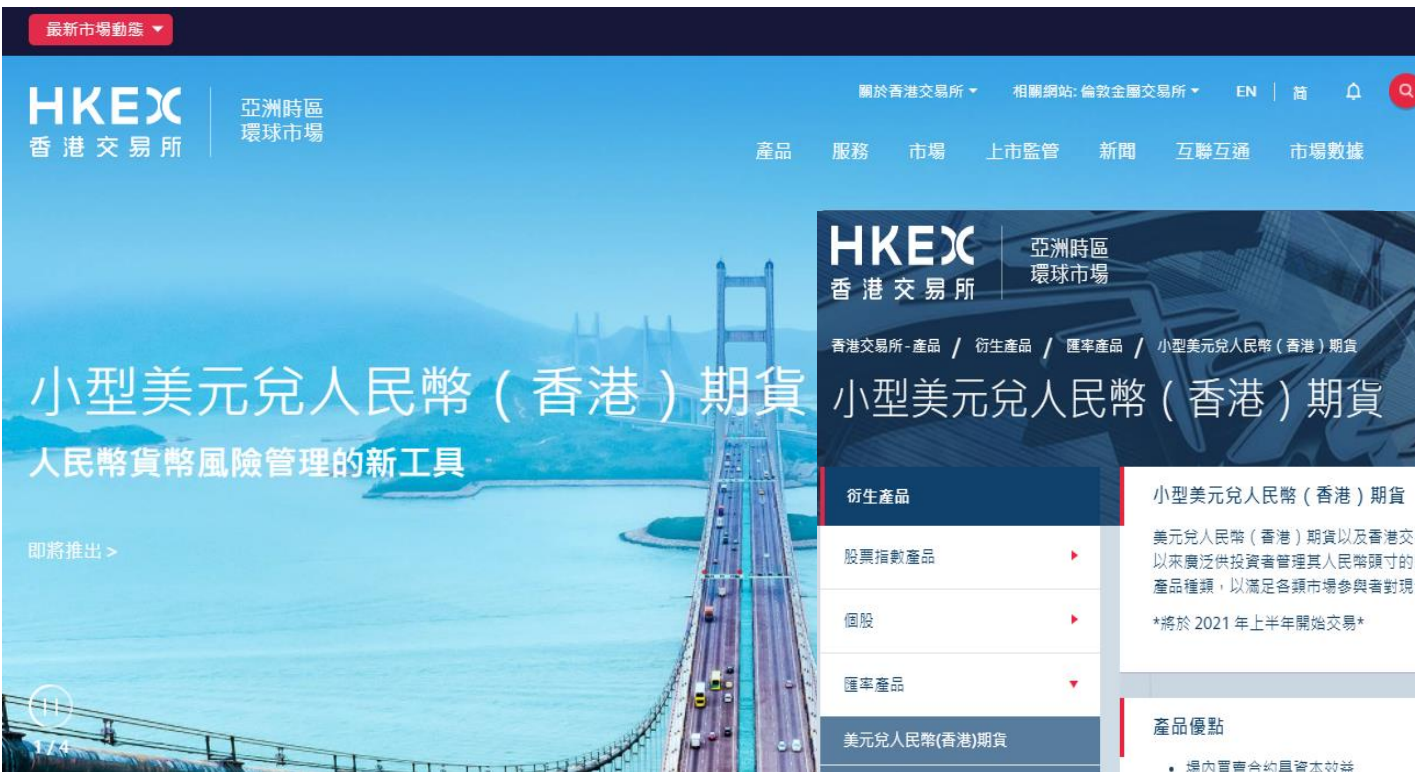 最新市場動態
HKEX
香港交易所
亞洲時區
環球市場
關於香港交易所
相關網站: 倫敦金屬交易所
EN
简
產品
服務
市場
上市監管
新聞
互聯互通
市場數據
小型美元兌人民幣（香港）期貨
人民幣貨幣風險管理的新工具
即將推出 >
1 / 4
HKEX
香港交易所
亞洲時區
環球市場
香港交易所-產品 / 衍生產品 / 匯率產品 / 小型美元兌人民幣（香港）期貨
小型美元兌人民幣（香港）期貨
衍生產品
股票指數產品
個股
匯率產品
美元兌人民幣(香港)期貨
小型美元兌人民幣（香港）期貨
美元兌人民幣（香港）期貨以及香港交
以來廣泛供投資者管理其人民幣頭寸的
產品種類，以滿足各類市場參與者對現
*將於 2021 年上半年開始交易*
產品優點
• 場內買賣合約具資本效益